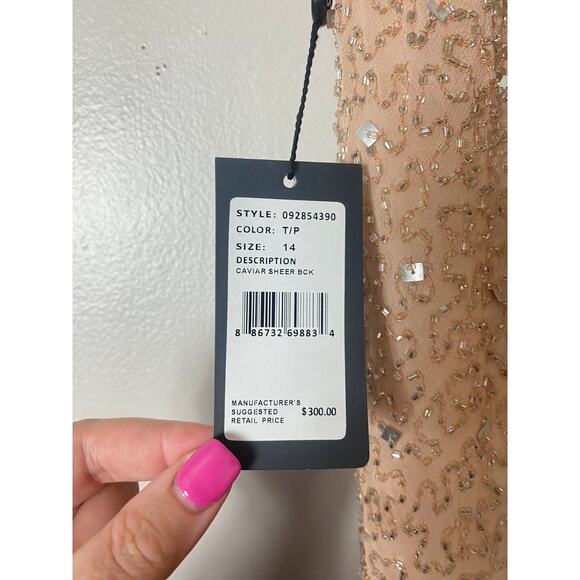 STYLE: 092854390
COLOR: T/P
SIZE: 14
DESCRIPTION
CAVIAR SHEER BCK
8 86732 69883 4
MANUFACTURER'S
SUGGESTED $300.00
RETAIL PRICE